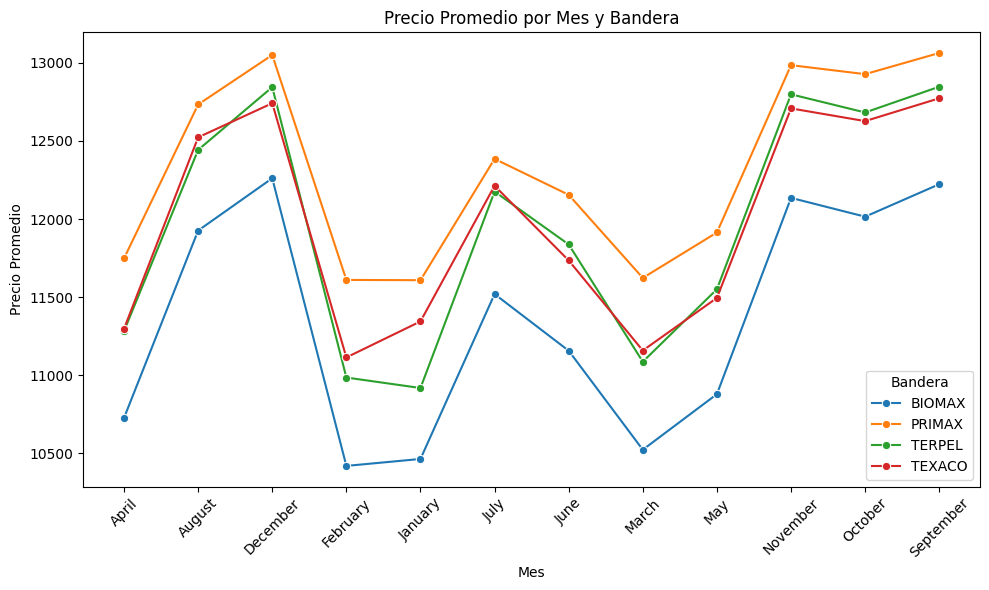 Precio Promedio por Mes y Bandera
Precio Promedio
13000
12500
12000
11500
11000
10500
Bandera
BIOMAX
PRIMAX
TERPEL
TEXACO
April
August
December
February
January
July
June
March
May
November
October
September
Mes